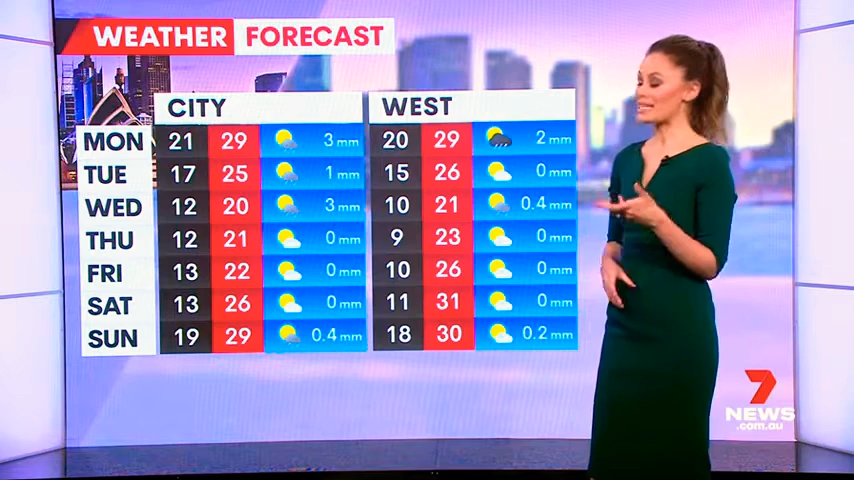 WEATHER FORECAST
CITY WEST
MON 21 29 3 mm 20 29 2 mm
TUE 17 25 1 mm 15 26 0 mm
WED 12 20 3 mm 10 21 0.4 mm
THU 12 21 0 mm 9 23 0 mm
FRI 13 22 0 mm 10 26 0 mm
SAT 13 26 0 mm 11 31 0 mm
SUN 19 29 0.4 mm 18 30 0.2 mm
7
NEWS
.com.au